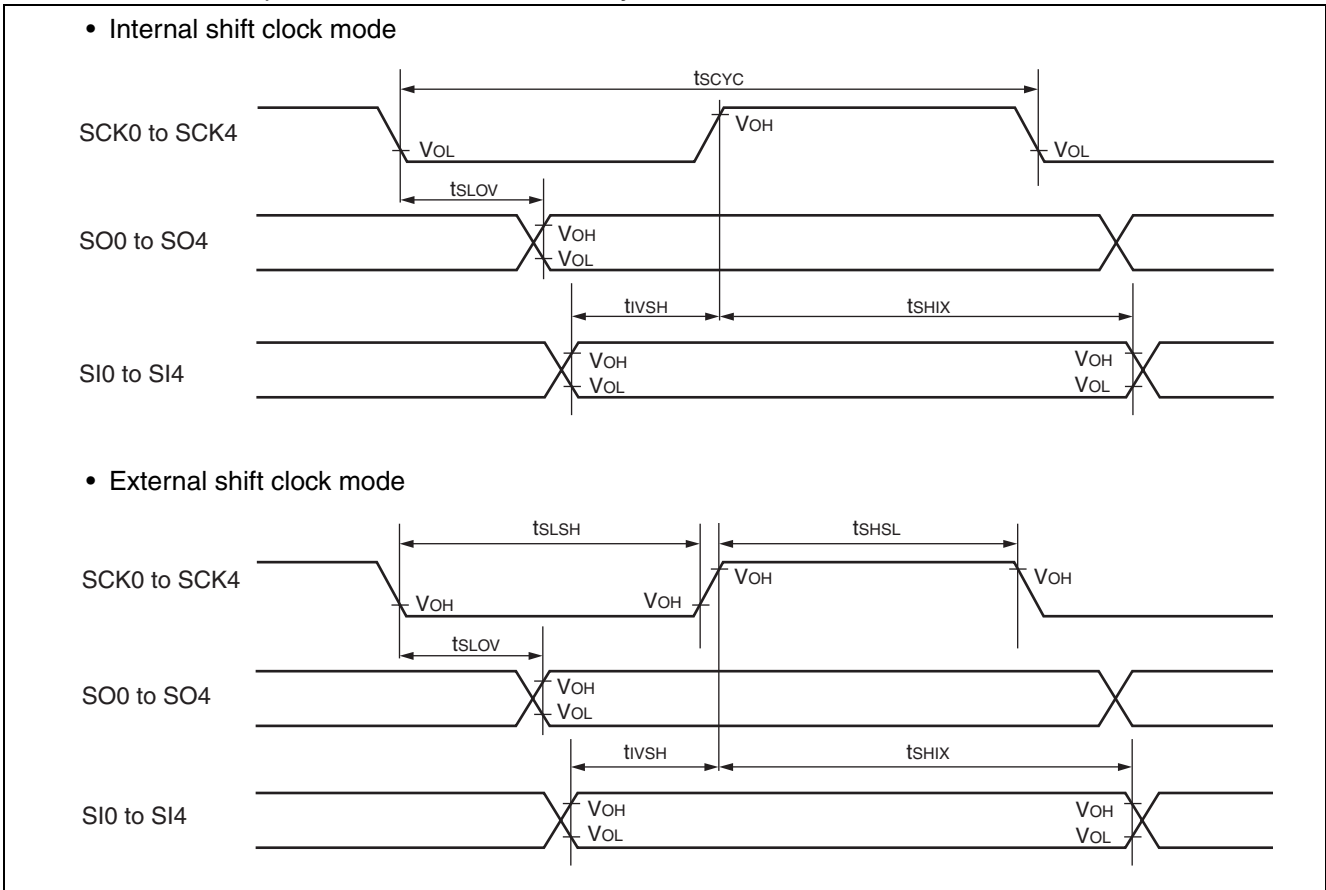 • Internal shift clock mode
tSCYC
SCK0 to SCK4
VOL
VOH
VOL
tSLOV
SO0 to SO4
VOH
VOL
tIVSH
tSHIX
SI0 to SI4
VOH
VOH
VOL
VOL
• External shift clock mode
tSLSH
tSHSL
SCK0 to SCK4
VOH
VOH
VOH
VOH
tSLOV
SO0 to SO4
VOH
VOL
tIVSH
tSHIX
SI0 to SI4
VOH
VOH
VOL
VOL